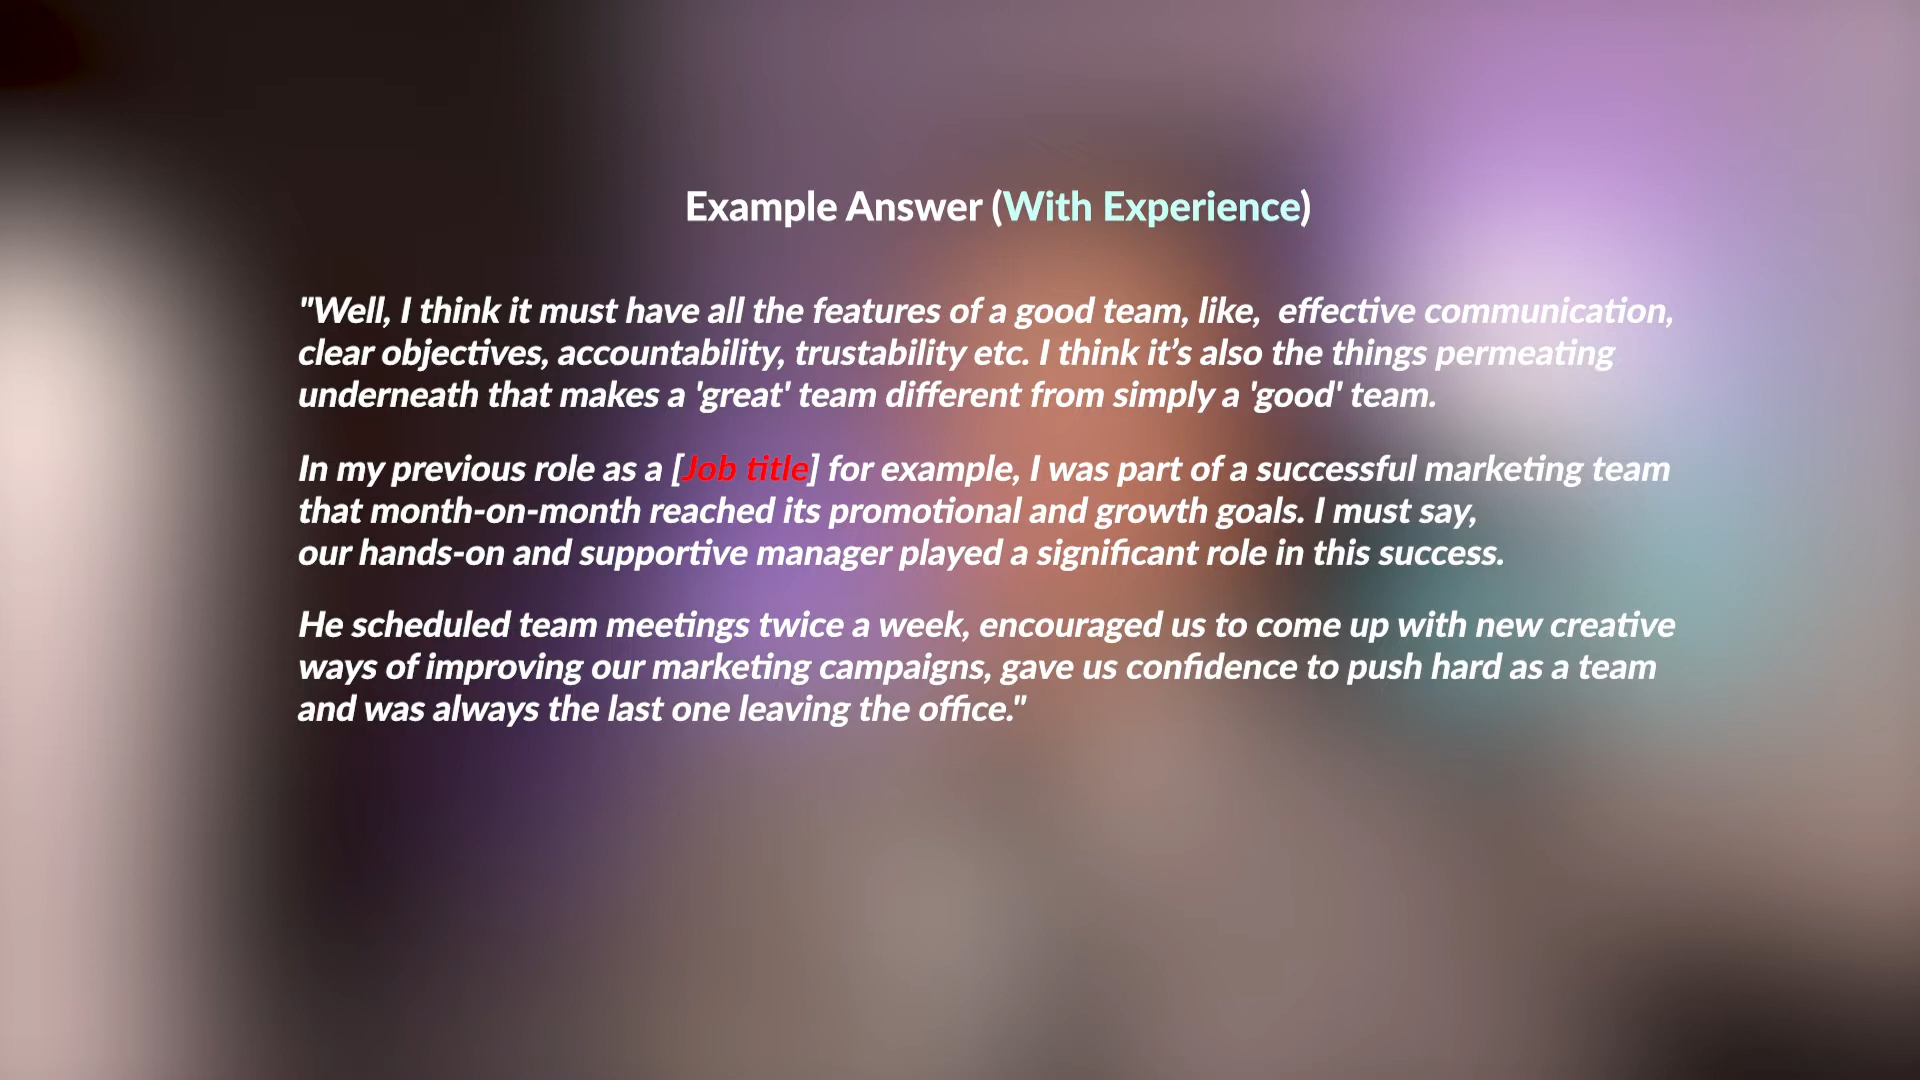 Example Answer (With Experience)
"Well, I think it must have all the features of a good team, like,  effective communication,
clear objectives, accountability, trustability etc. I think it’s also the things permeating
underneath that makes a 'great' team different from simply a 'good' team.
In my previous role as a [Job title] for example, I was part of a successful marketing team
that month-on-month reached its promotional and growth goals. I must say,
our hands-on and supportive manager played a significant role in this success.
He scheduled team meetings twice a week, encouraged us to come up with new creative
ways of improving our marketing campaigns, gave us confidence to push hard as a team
and was always the last one leaving the office."